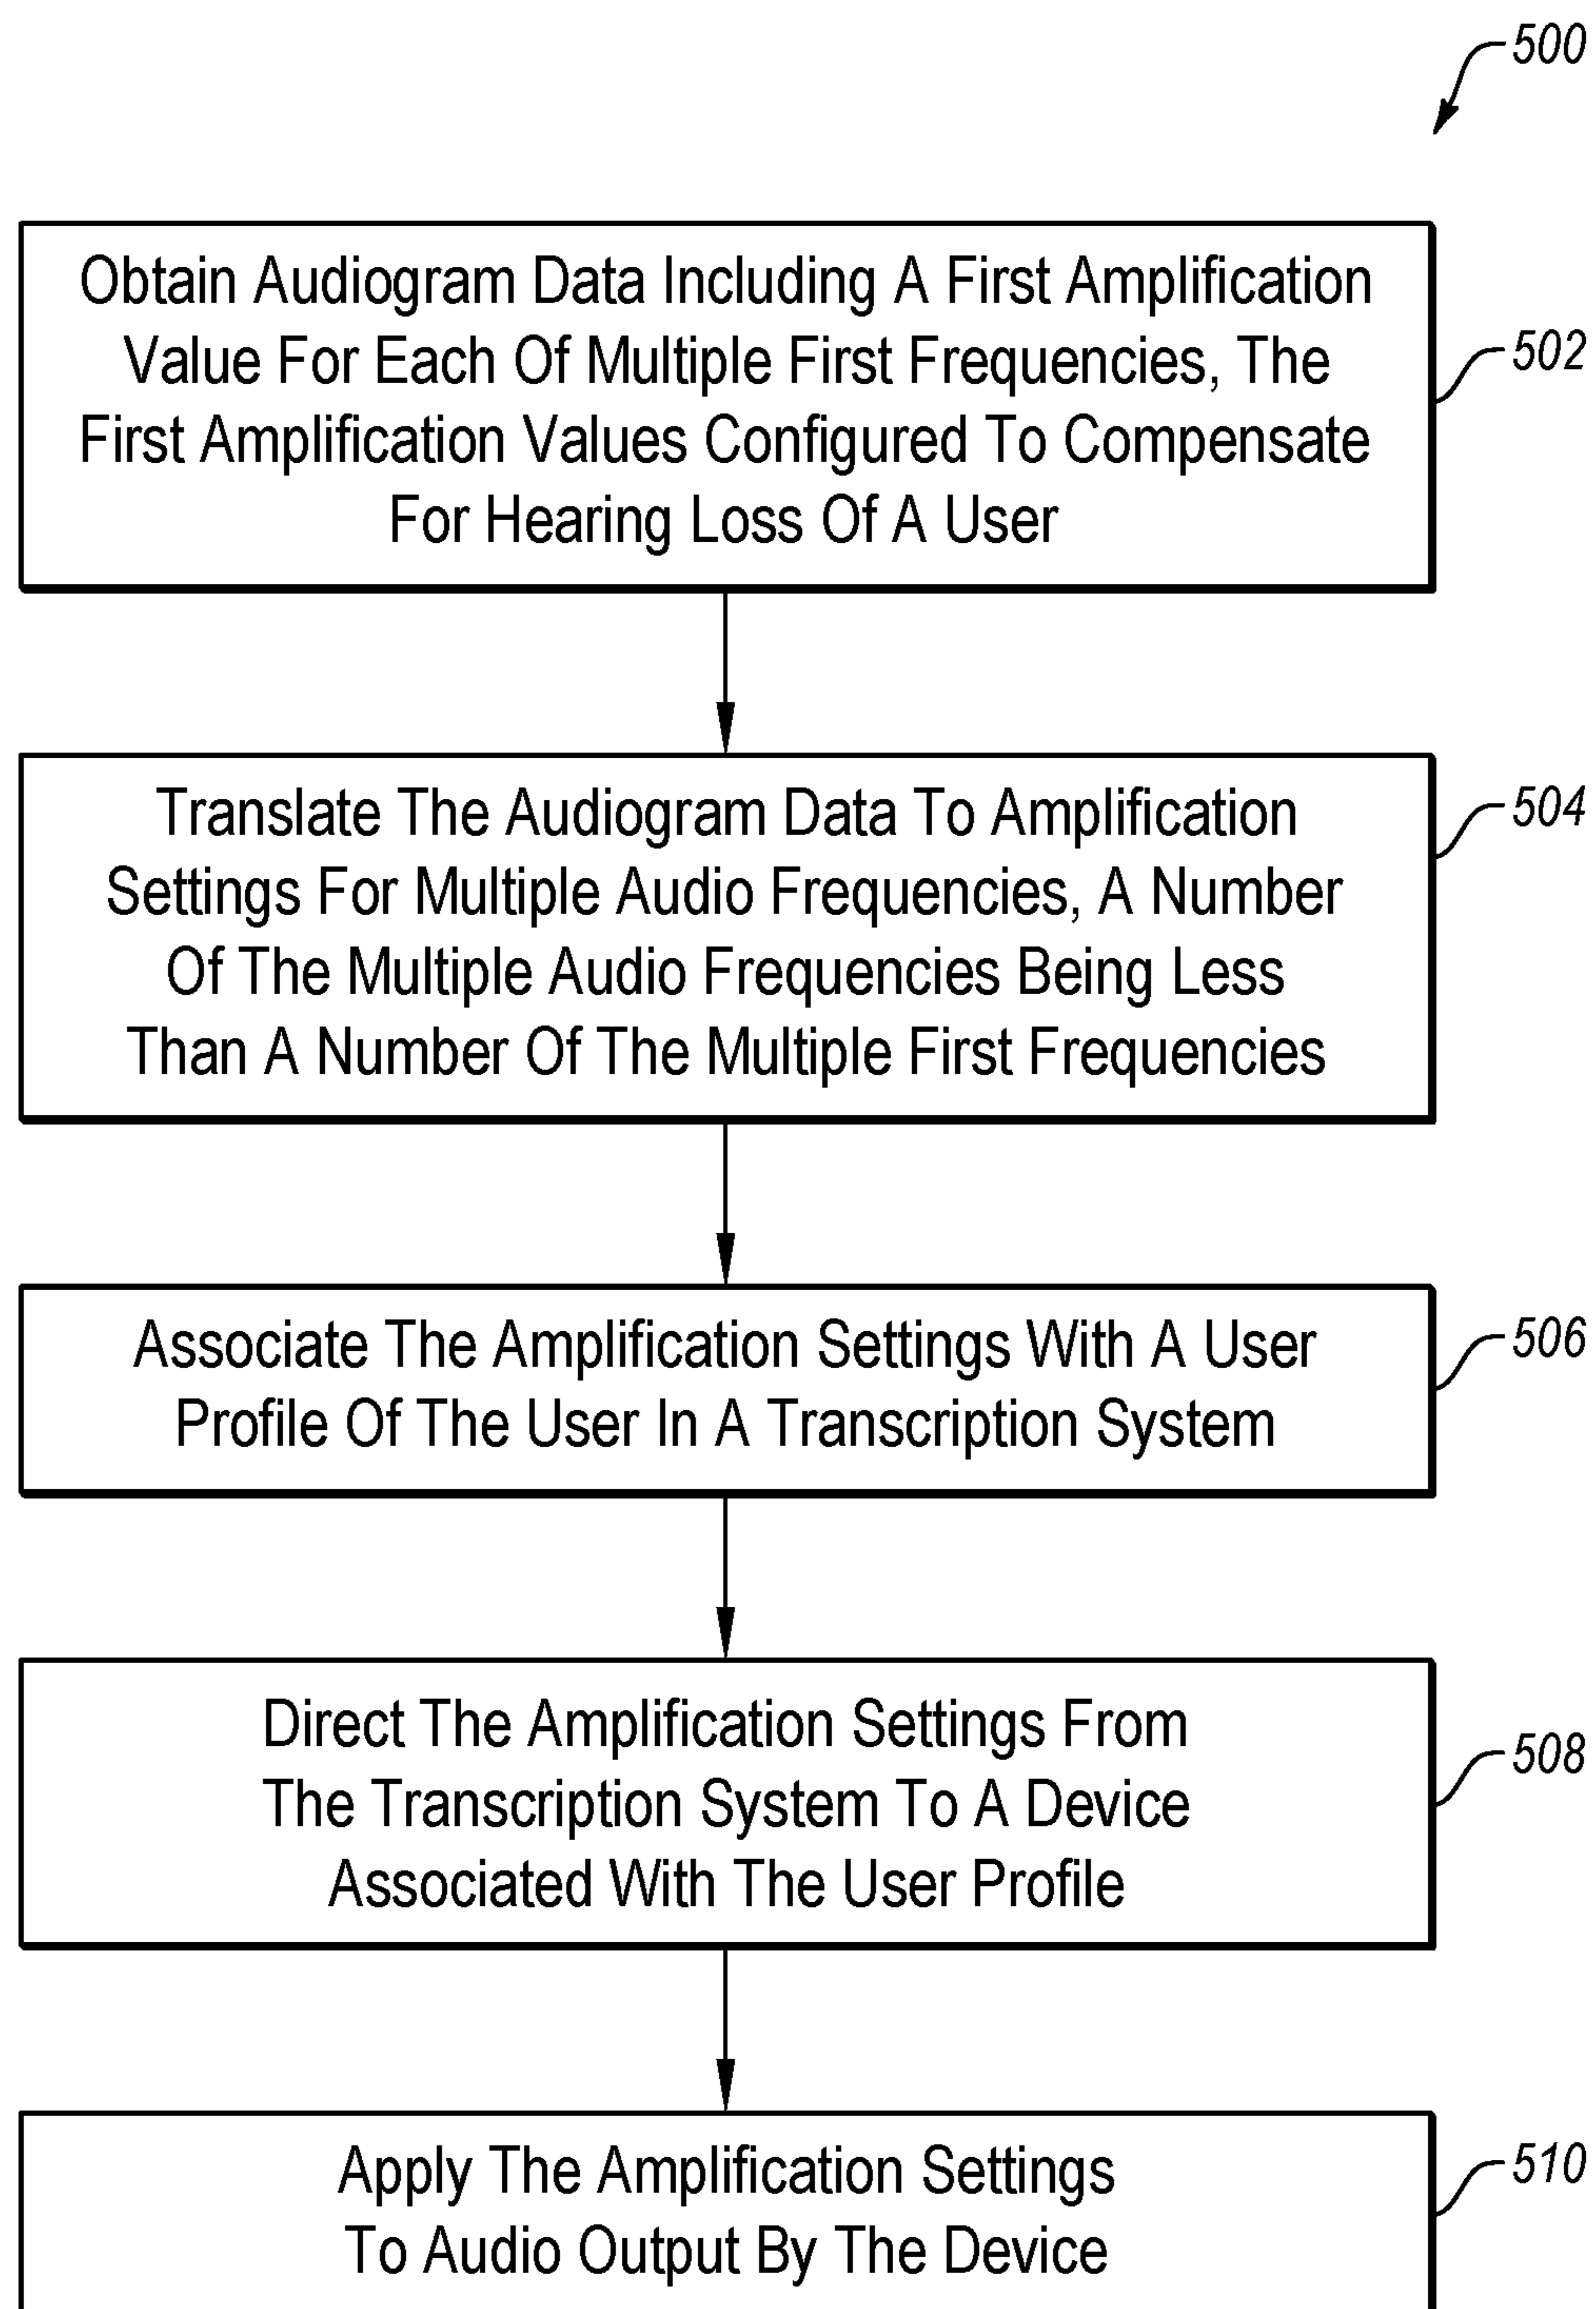 500
Obtain Audiogram Data Including A First Amplification
Value For Each Of Multiple First Frequencies, The
First Amplification Values Configured To Compensate
For Hearing Loss Of A User
502
Translate The Audiogram Data To Amplification
Settings For Multiple Audio Frequencies, A Number
Of The Multiple Audio Frequencies Being Less
Than A Number Of The Multiple First Frequencies
504
Associate The Amplification Settings With A User
Profile Of The User In A Transcription System
506
Direct The Amplification Settings From
The Transcription System To A Device
Associated With The User Profile
508
Apply The Amplification Settings
To Audio Output By The Device
510